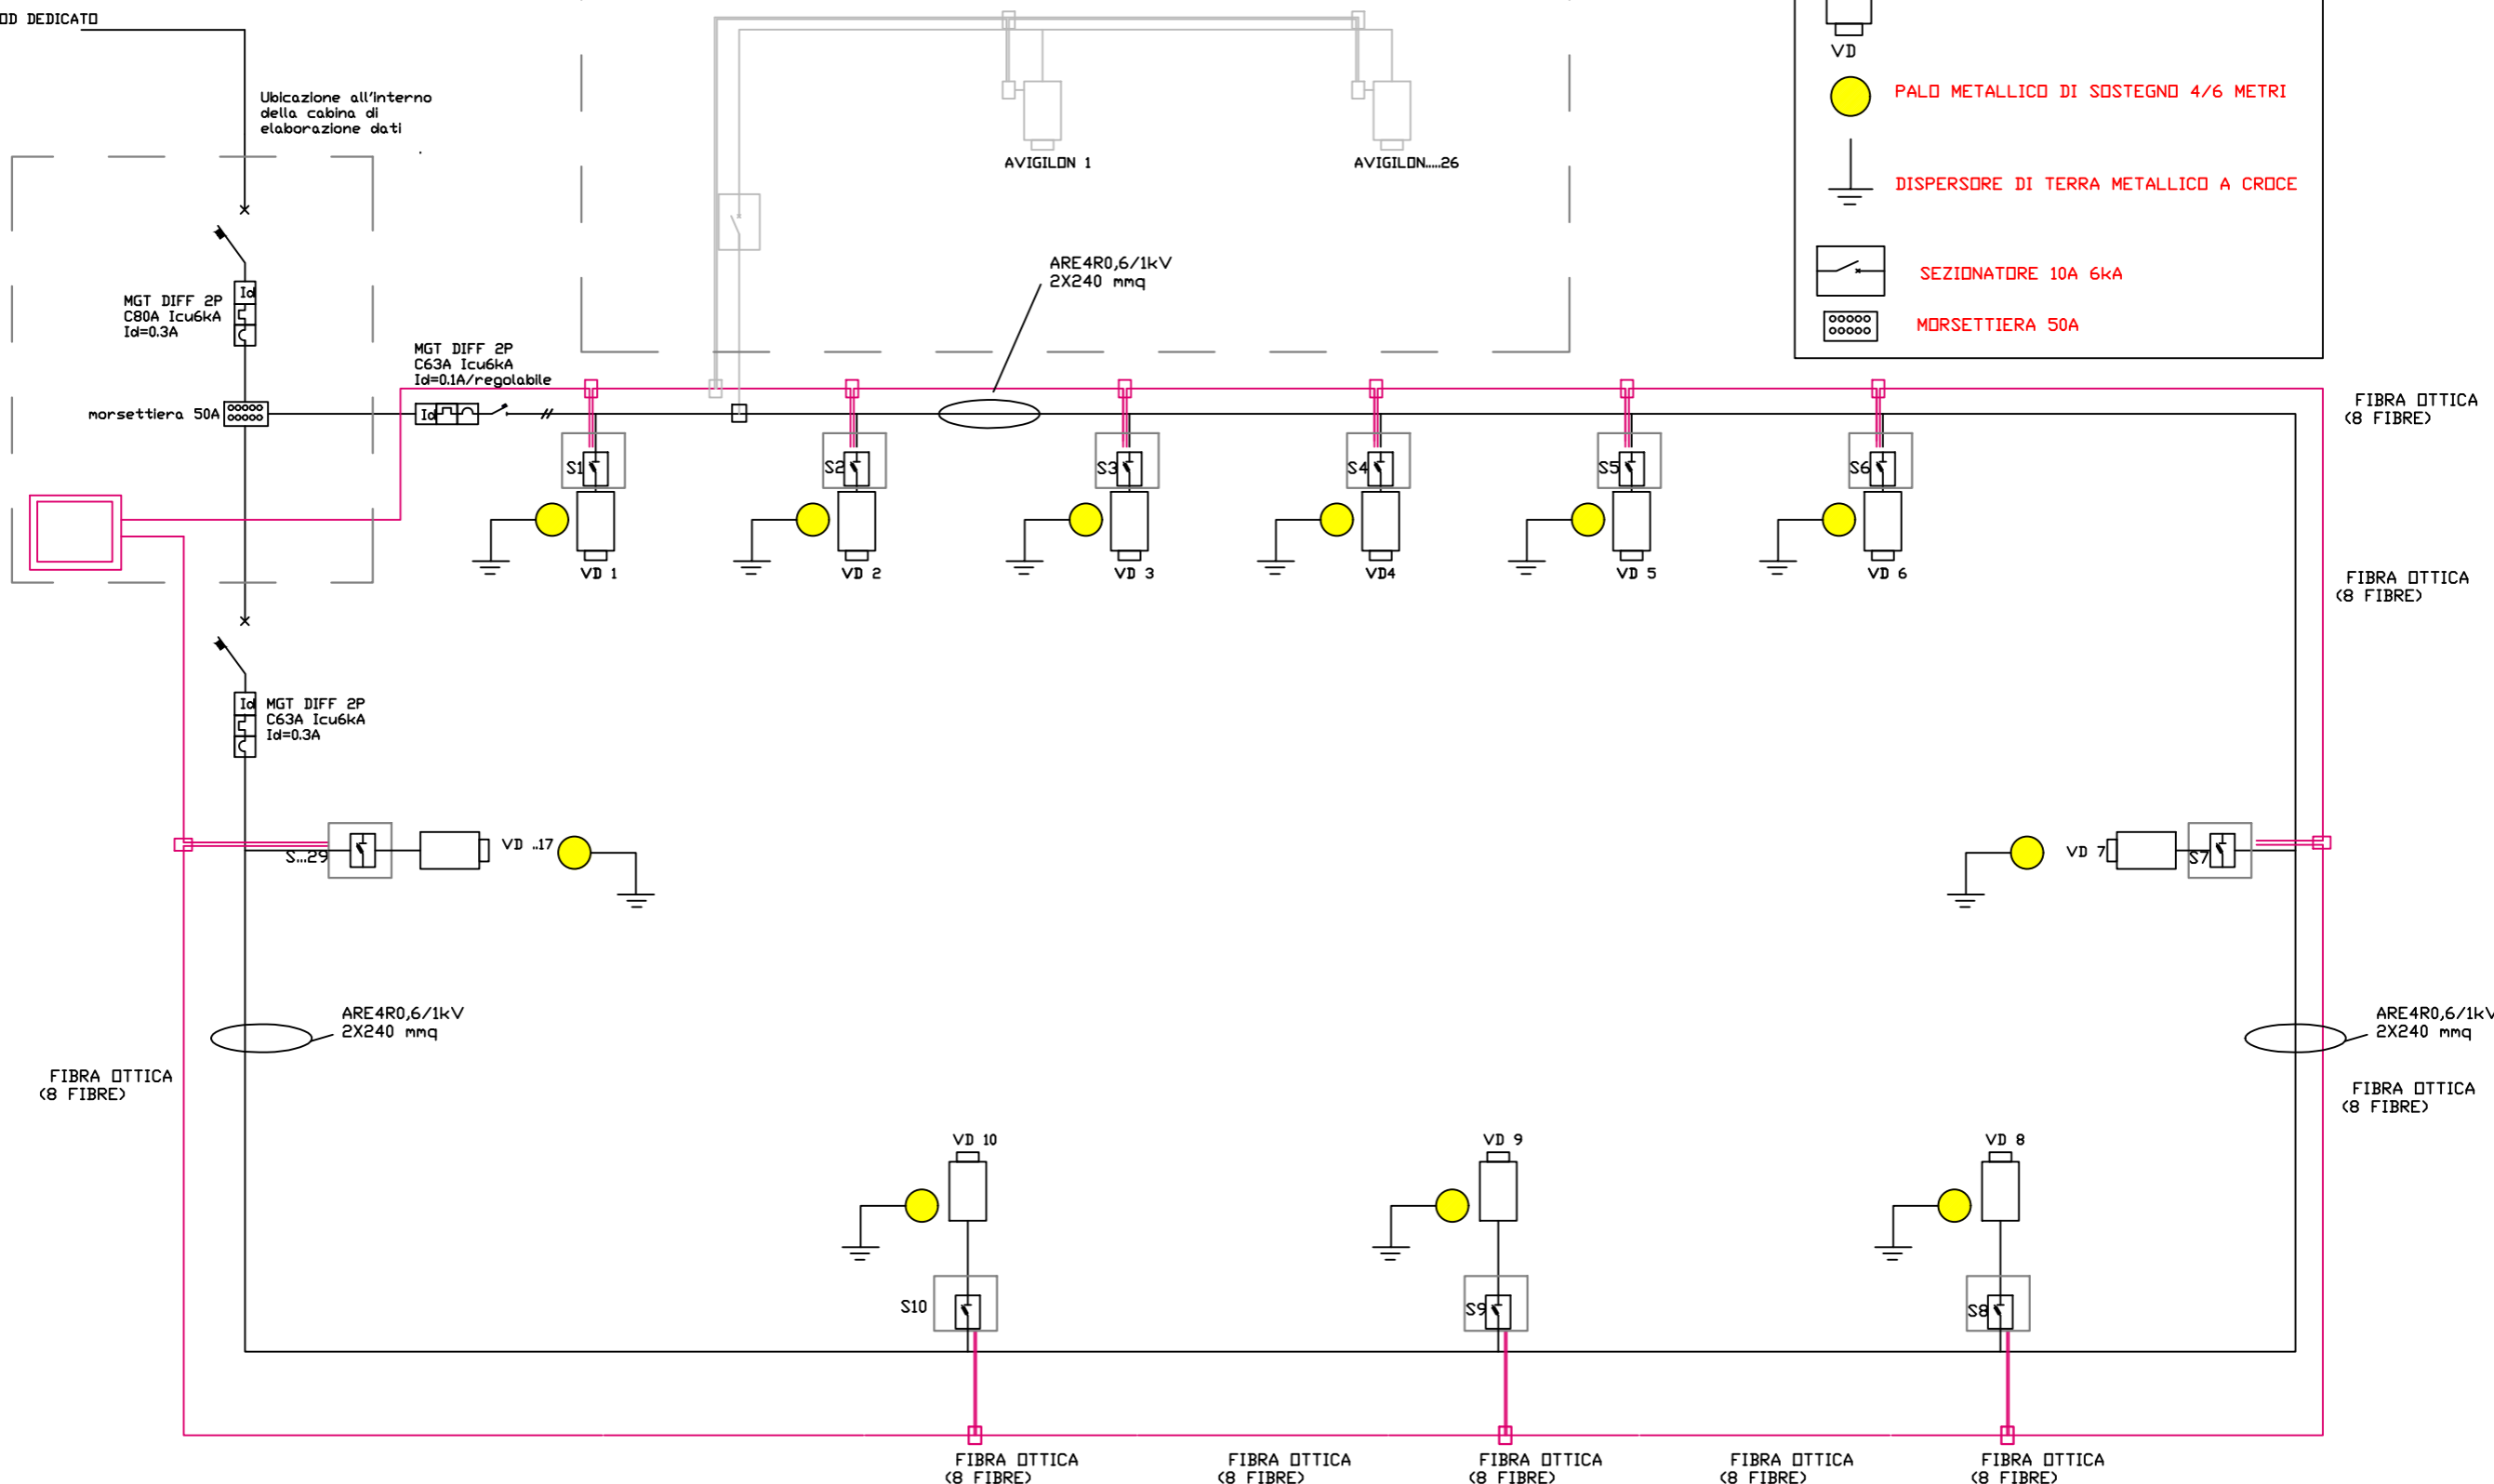 OD DEDICATO
Ubicazione all'interno
della cabina di
elaborazione dati
AVIGILON 1
AVIGILON.....26
VD
PALO METALLICO DI SOSTEGNO 4/6 METRI
DISPERSORE DI TERRA METALLICO A CROCE
SEZIONATORE 10A 6kA
MORSETTIERA 50A
Id
MGT DIFF 2P
C80A Icu6kA
Id=0.3A
ARE4R0,6/1kV
2X240 mmq
MGT DIFF 2P
C63A Icu6kA
Id=0.1A/regolabile
morsettiera 50A
Id
FIBRA OTTICA
(8 FIBRE)
S1
S2
S3
S4
S5
S6
VD 1
VD 2
VD 3
VD4
VD 5
VD 6
FIBRA OTTICA
(8 FIBRE)
Id
MGT DIFF 2P
C63A Icu6kA
Id=0.3A
S...29
VD ..17
VD 7
S7
ARE4R0,6/1kV
2X240 mmq
ARE4R0,6/1kV
2X240 mmq
FIBRA OTTICA
(8 FIBRE)
FIBRA OTTICA
(8 FIBRE)
VD 10
VD 9
VD 8
S10
S9
S8
FIBRA OTTICA
(8 FIBRE)
FIBRA OTTICA
(8 FIBRE)
FIBRA OTTICA
(8 FIBRE)
FIBRA OTTICA
(8 FIBRE)
FIBRA OTTICA
(8 FIBRE)